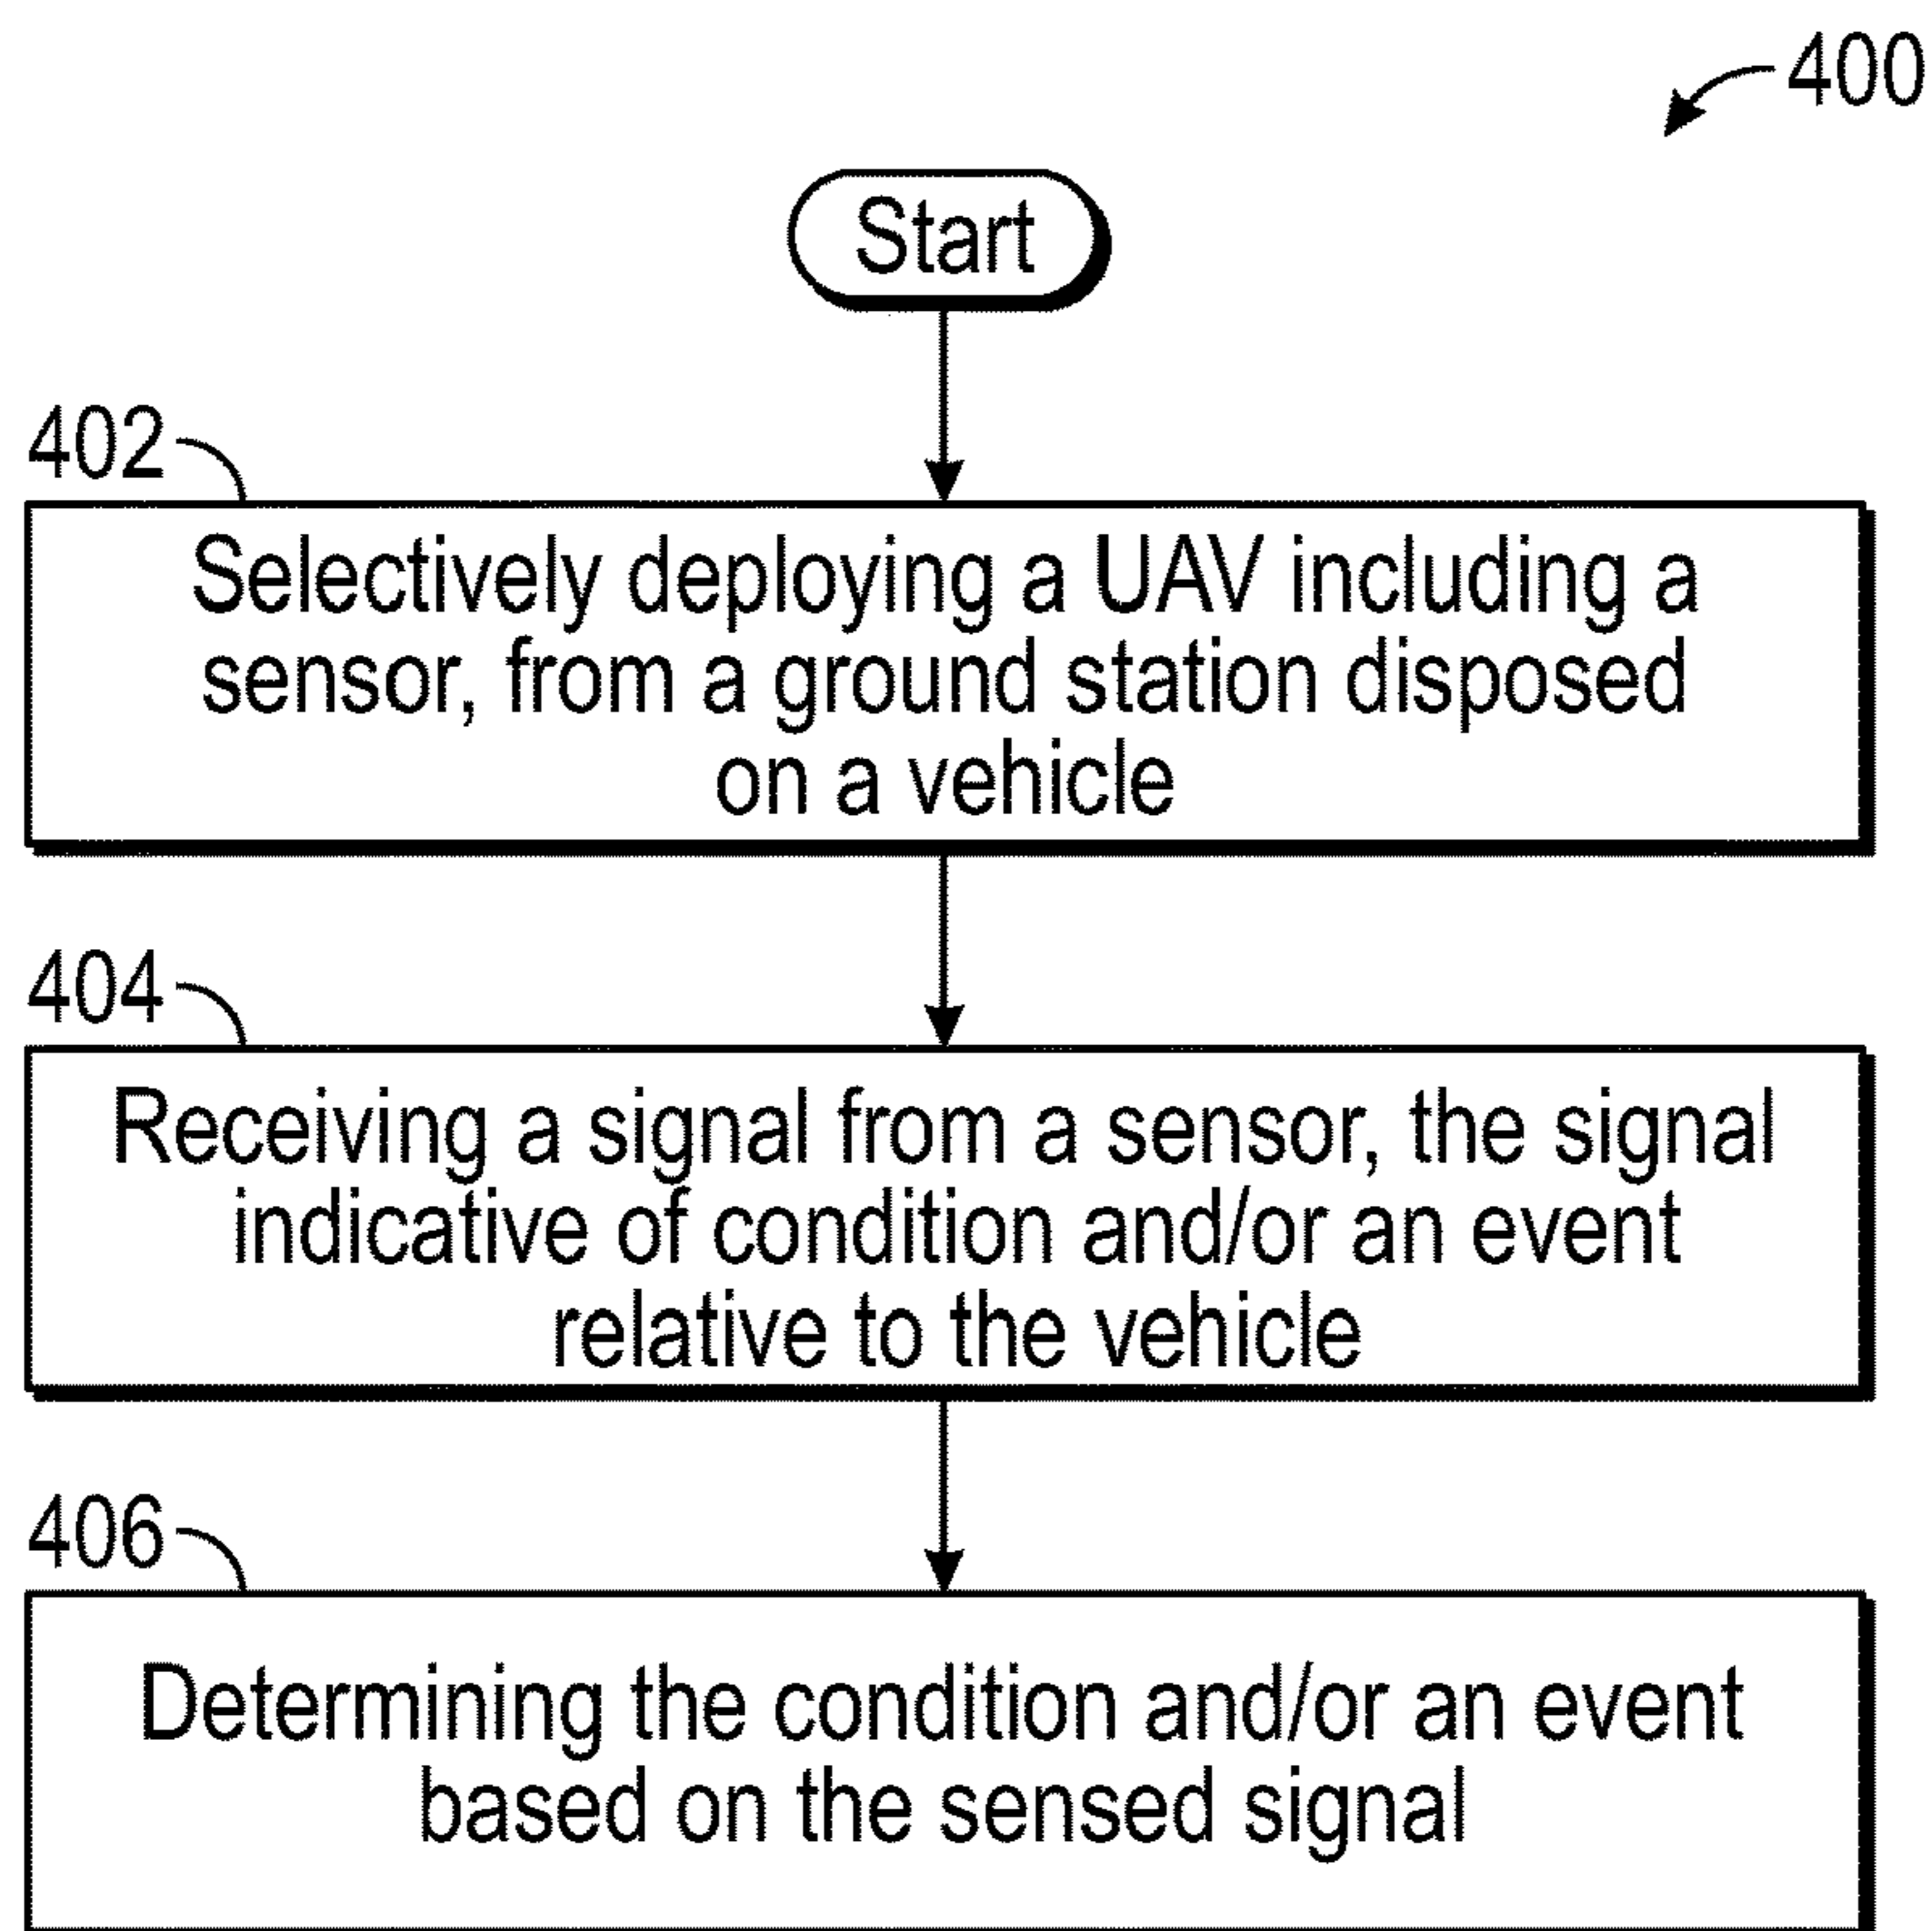 400
Start
402
Selectively deploying a UAV including a
sensor, from a ground station disposed
on a vehicle
404
Receiving a signal from a sensor, the signal
indicative of condition and/or an event
relative to the vehicle
406
Determining the condition and/or an event
based on the sensed signal